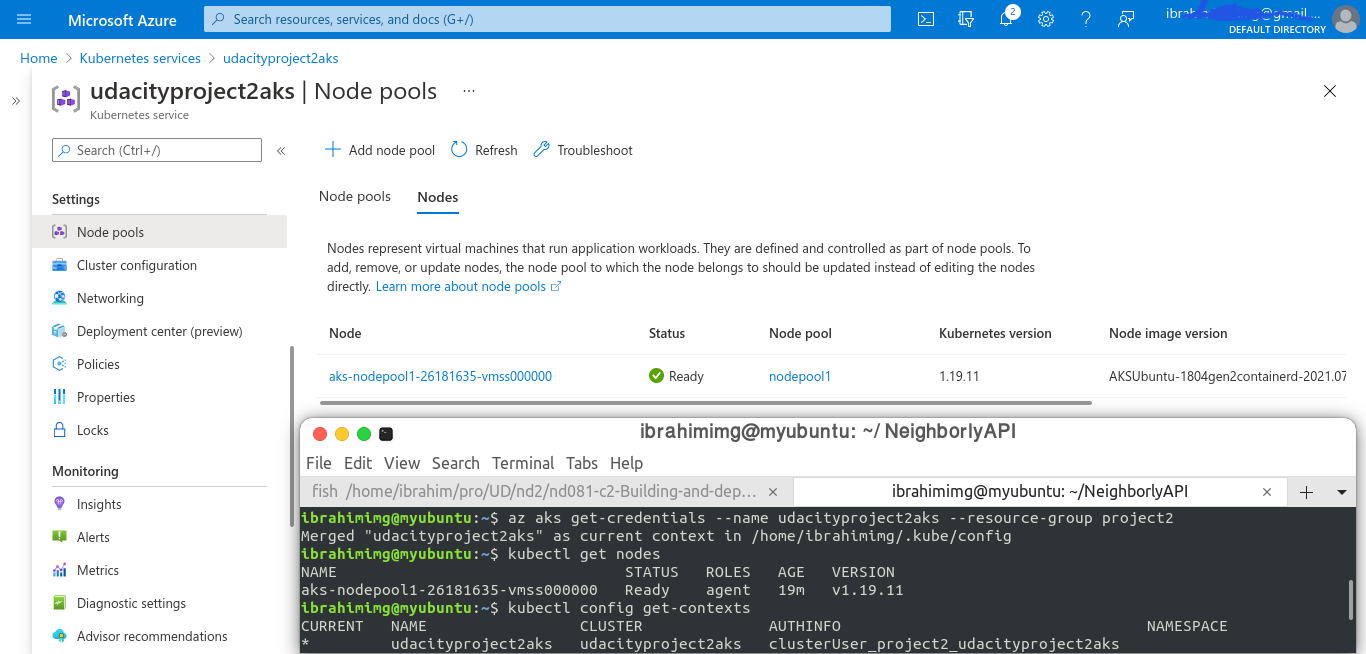 Microsoft Azure
Search resources, services, and docs (G+/)
2
DEFAULT DIRECTORY
Home > Kubernetes services > udacityproject2aks
udacityproject2aks | Node pools ...
Kubernetes service
Search (Ctrl+/)
«
Add node pool
Refresh
Troubleshoot
Settings
Node pools
Cluster configuration
Networking
Deployment center (preview)
Policies
Properties
Locks
Monitoring
Insights
Alerts
Metrics
Diagnostic settings
Advisor recommendations
Node pools
Nodes
Nodes represent virtual machines that run application workloads. They are defined and controlled as part of node pools. To
add, remove, or update nodes, the node pool to which the node belongs to should be updated instead of editing the nodes
directly. Learn more about node pools
Node Status Node pool Kubernetes version Node image version
aks-nodepool1-26181635-vmss000000 Ready nodepool1 1.19.11 AKSUbuntu-1804gen2containerd-2021.07
ibrahimimg@myubuntu: ~/ NeighborlyAPI
File Edit View Search Terminal Tabs Help
fish /home/ibrahim/pro/UD/nd2/nd081-c2-Building-and-dep... ×
ibrahimimg@myubuntu: ~/NeighborlyAPI ×
ibrahimimg@myubuntu:~$ az aks get-credentials --name udacityproject2aks --resource-group project2
Merged "udacityproject2aks" as current context in /home/ibrahimimg/.kube/config
ibrahimimg@myubuntu:~$ kubectl get nodes
NAME STATUS ROLES AGE VERSION
aks-nodepool1-26181635-vmss000000 Ready agent 19m v1.19.11
ibrahimimg@myubuntu:~$ kubectl config get-contexts
CURRENT NAME CLUSTER AUTHINFO NAMESPACE
* udacityproject2aks udacityproject2aks clusterUser_project2_udacityproject2aks